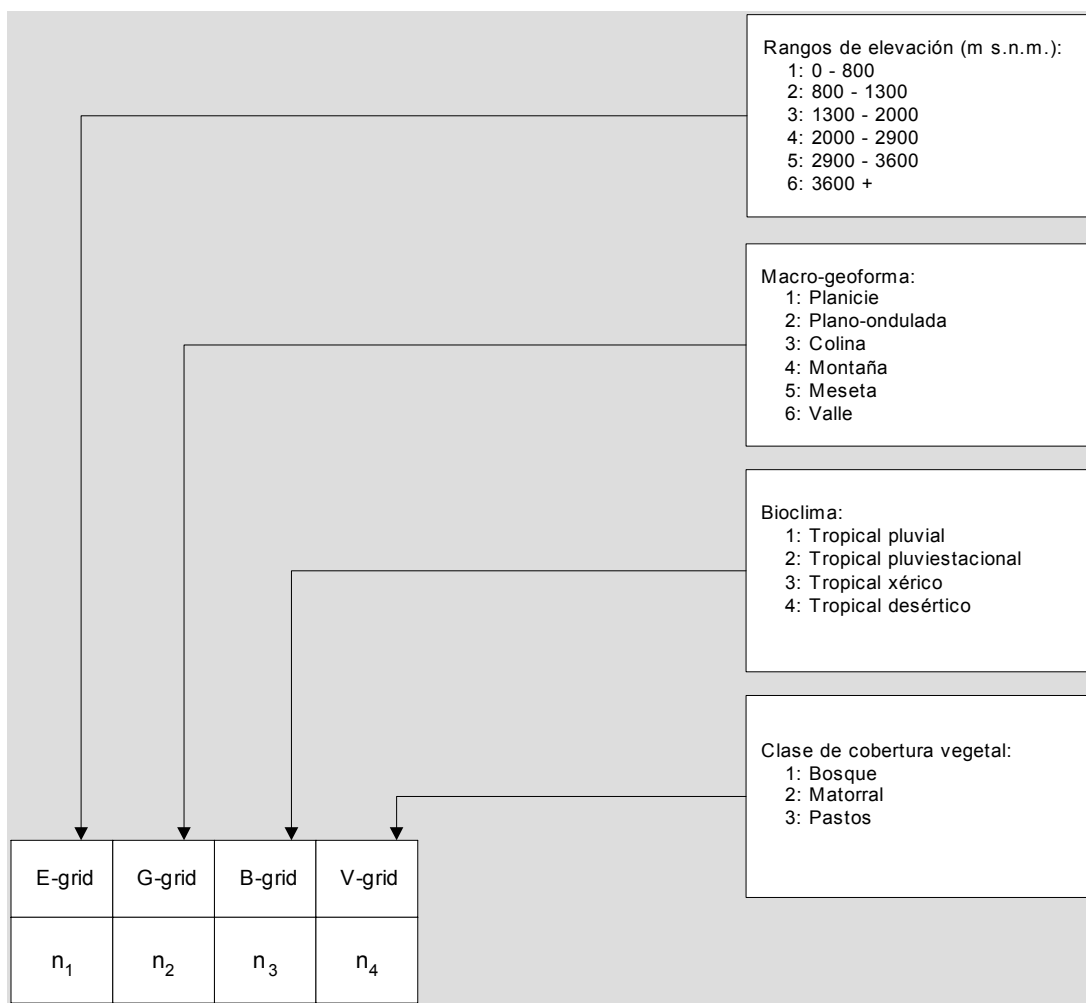 Rangos de elevación (m s.n.m.):
1: 0 - 800
2: 800 - 1300
3: 1300 - 2000
4: 2000 - 2900
5: 2900 - 3600
6: 3600 +
Macro-geoforma:
1: Planicie
2: Plano-ondulada
3: Colina
4: Montaña
5: Meseta
6: Valle
Bioclima:
1: Tropical pluvial
2: Tropical pluviestacional
3: Tropical xérico
4: Tropical desértico
Clase de cobertura vegetal:
1: Bosque
2: Matorral
3: Pastos
E-grid G-grid B-grid V-grid
n1 n2 n3 n4